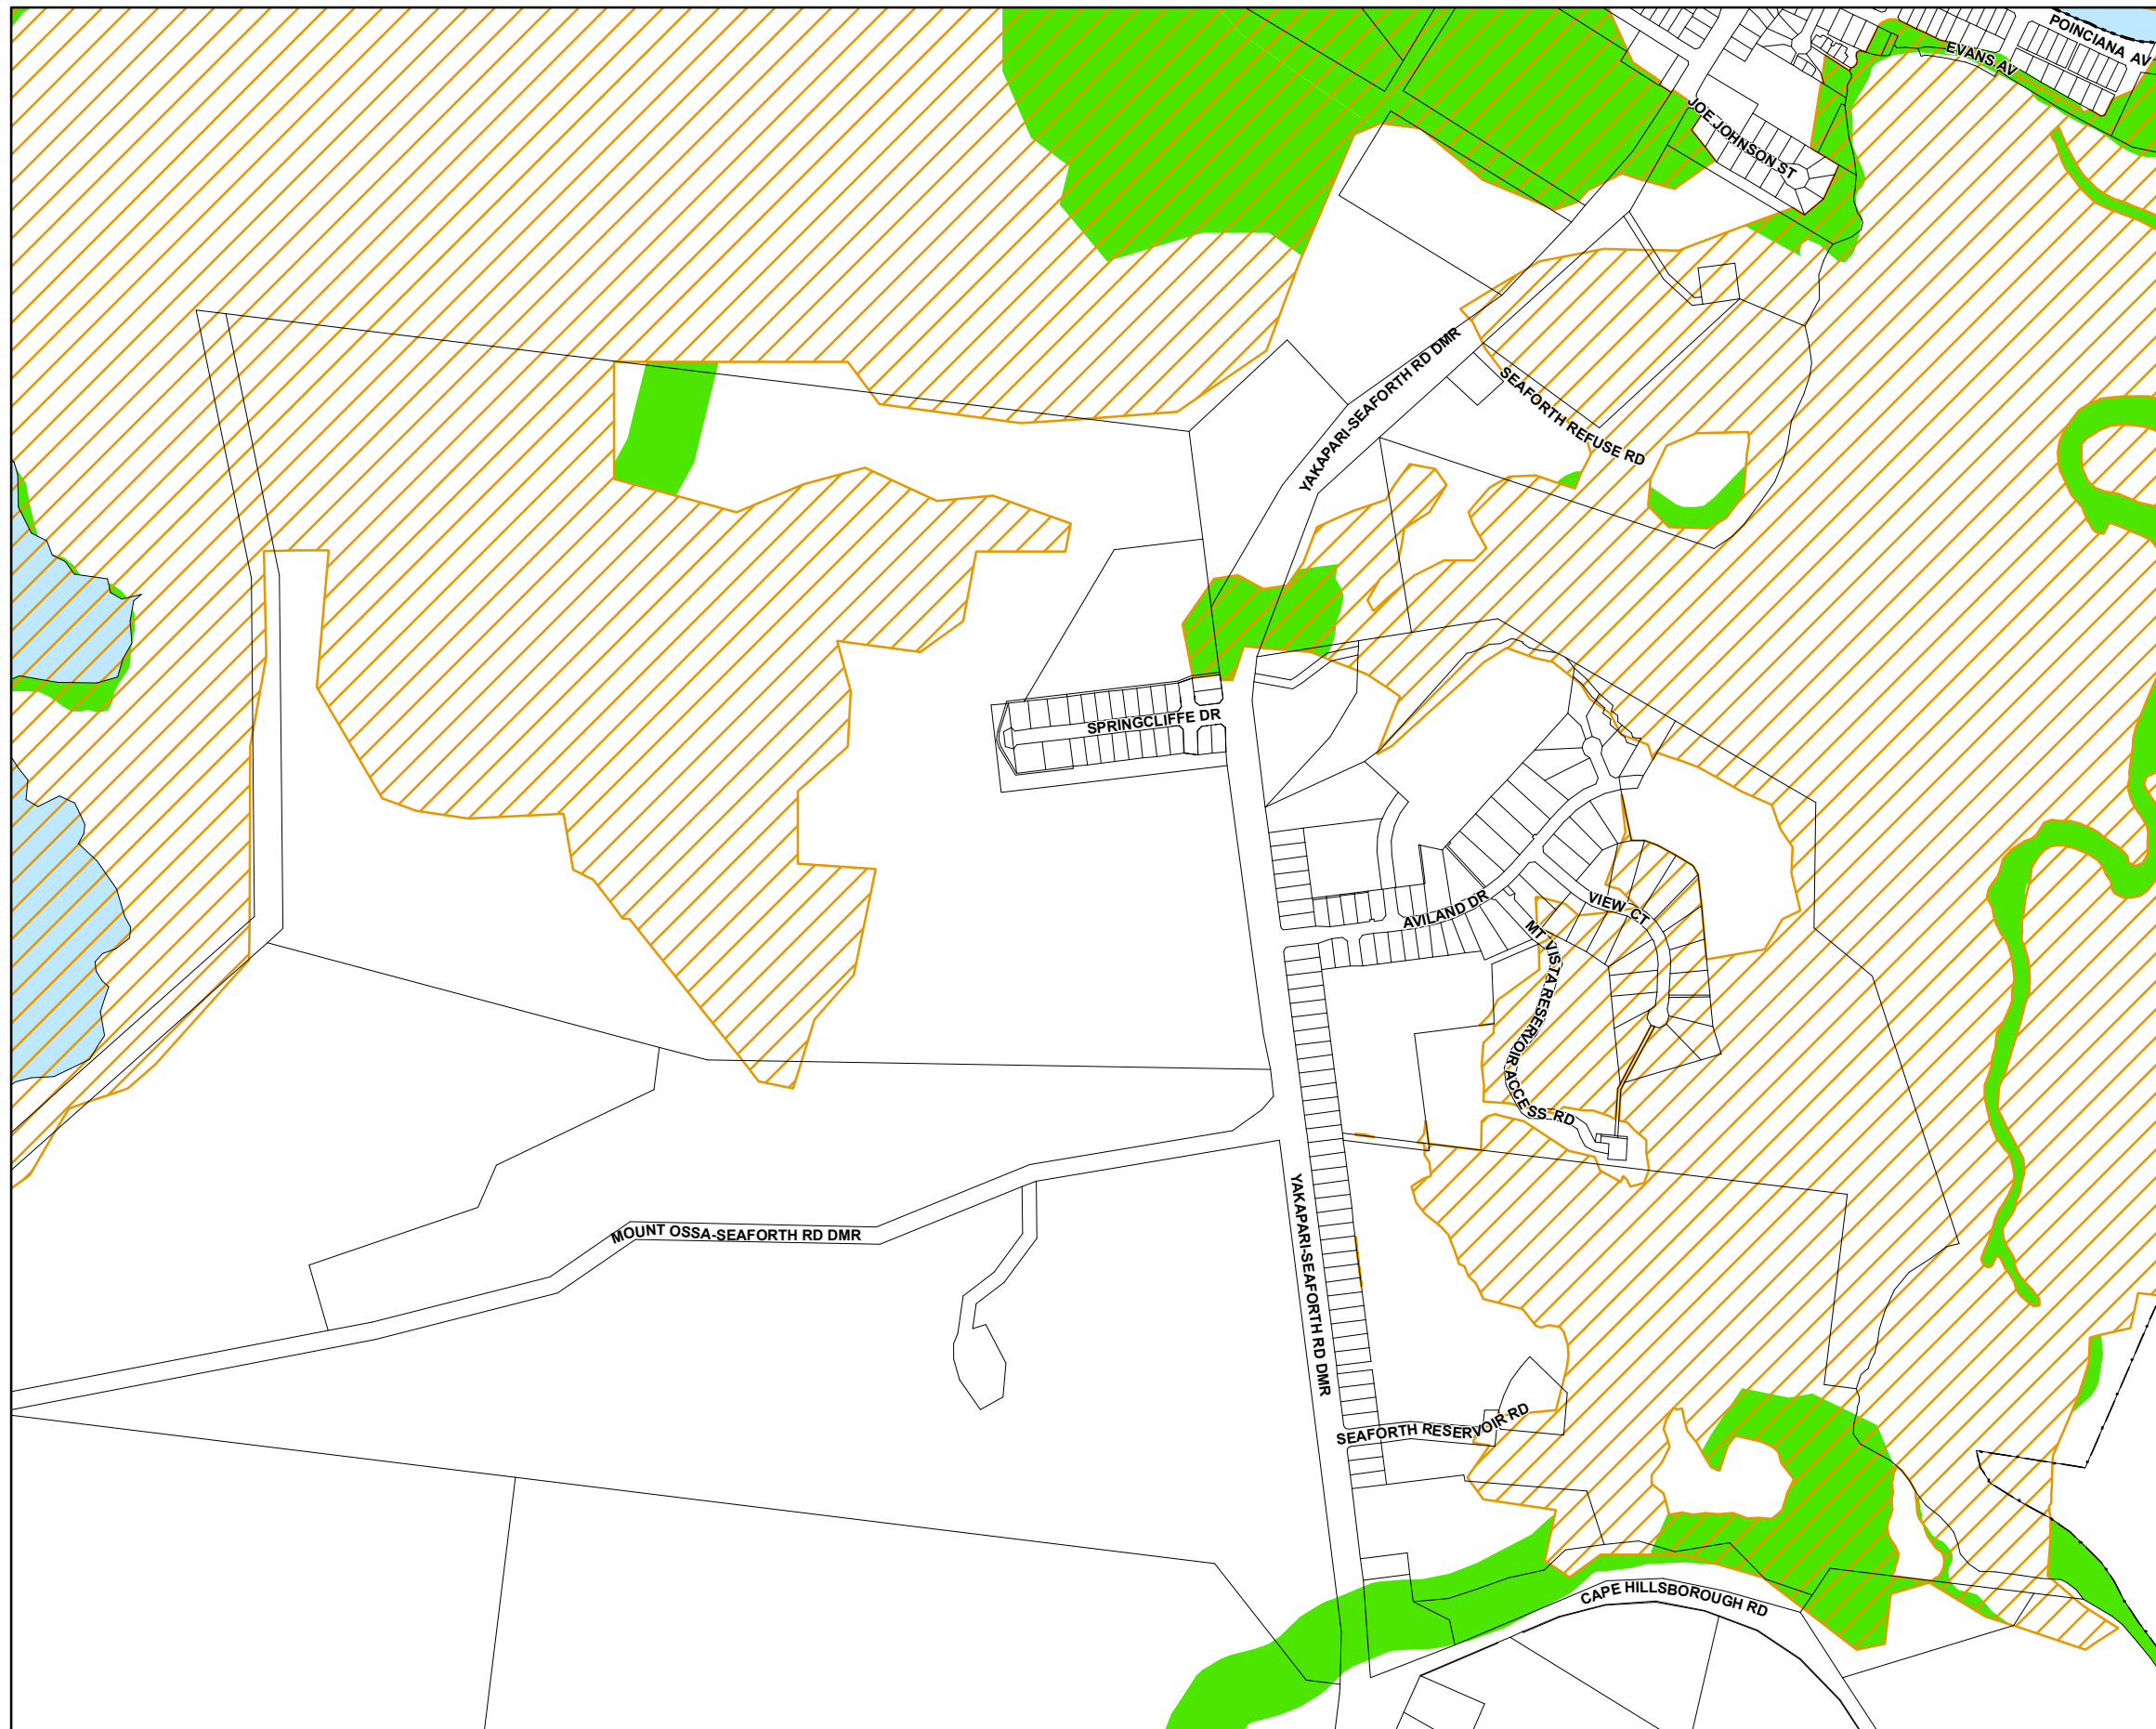 POINCIANA AV
EVANS AV
JOE JOHNSON ST
YAKAPARI-SEAFORTH RD DMR
SEAFORTH REFUSE RD
SPRINGCLIFFE DR
AVILAND DR
VIEW CT
MT VISTA RESERVOIR ACCESS RD
MOUNT OSSA-SEAFORTH RD DMR
YAKAPARI-SEAFORTH RD DMR
SEAFORTH RESERVOIR RD
CAPE HILLSBOROUGH RD